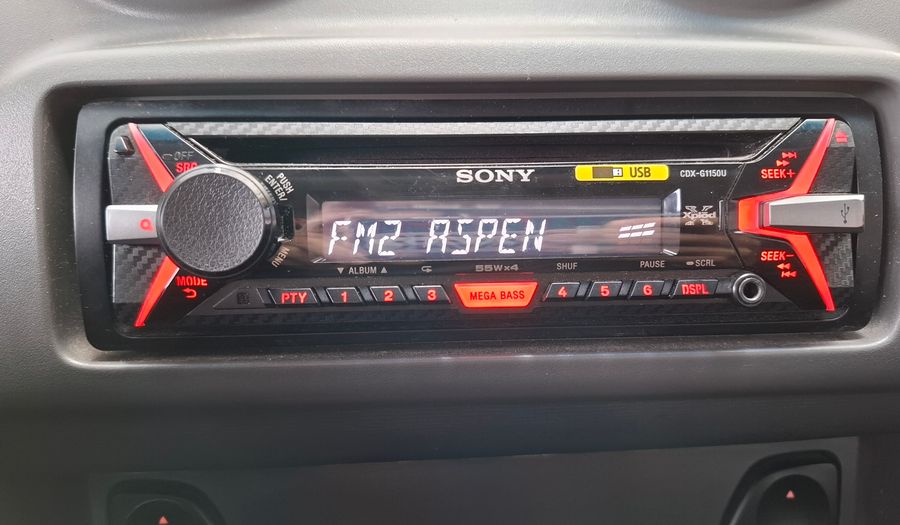 OFF
SRC
PUSH ENTER/
MENU
SONY
USB
CDX-G1150U
SEEK+
FM2 ASPEN
Xplod
MODE
▼ ALBUM ▲
55Wx4
SHUF
PAUSE
SCRL
SEEK−
PTY 1 2 3 MEGA BASS 4 5 6 DSPL